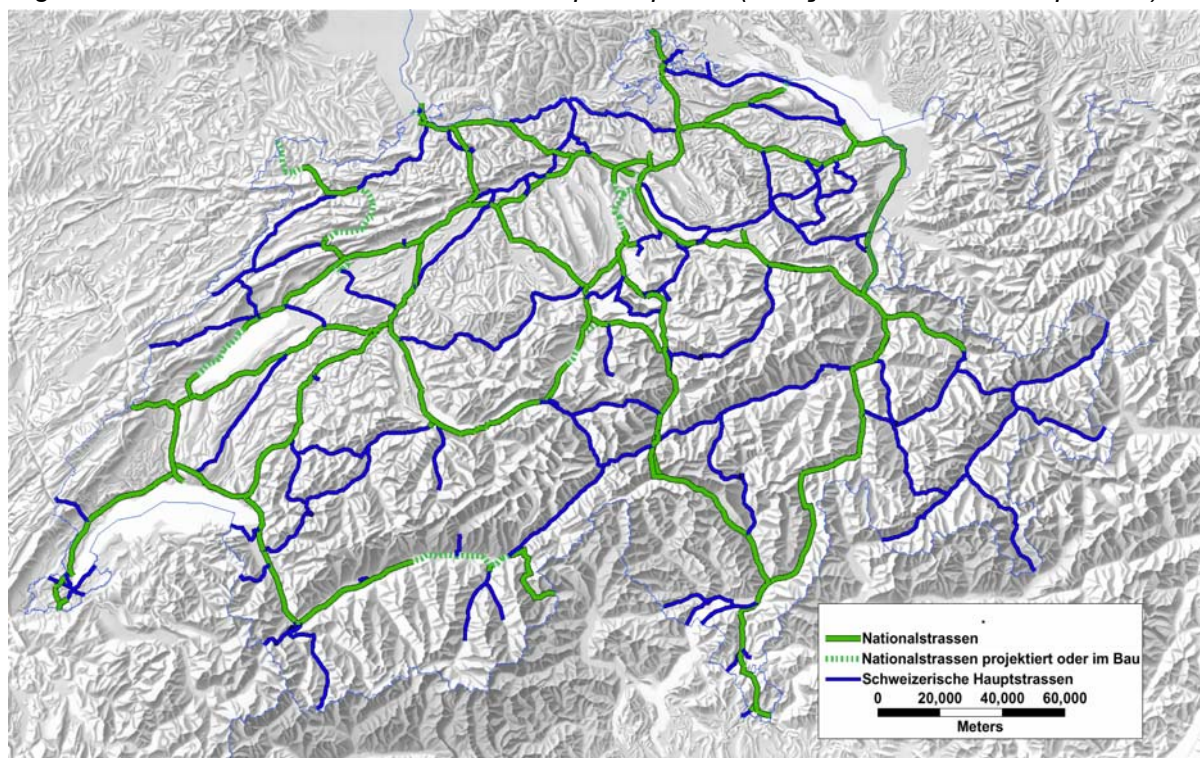 Nationalstrassen
Nationalstrassen projektiert oder im Bau
Schweizerische Hauptstrassen
0 20,000 40,000 60,000
Meters